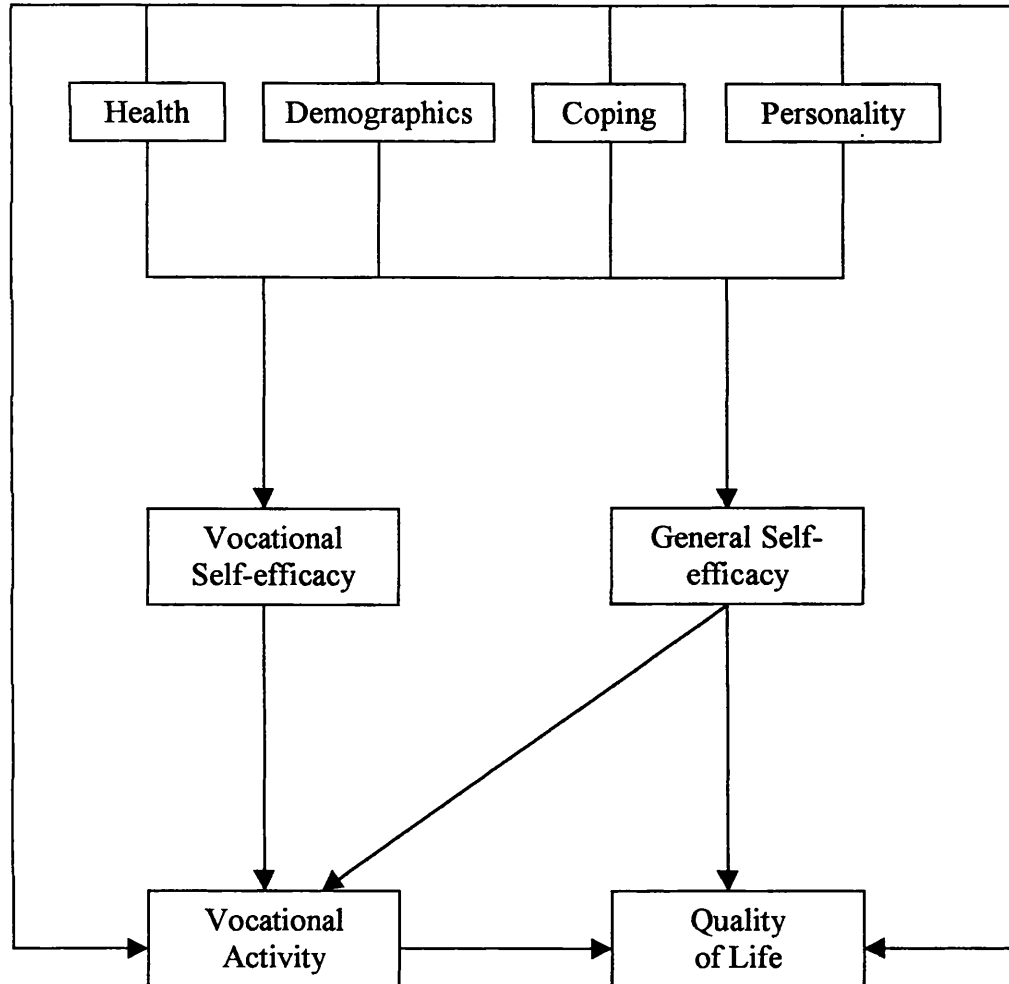 Health
Demographics
Coping
Personality
Vocational
Self-efficacy
General Self-
efficacy
Vocational
Activity
Quality
of Life